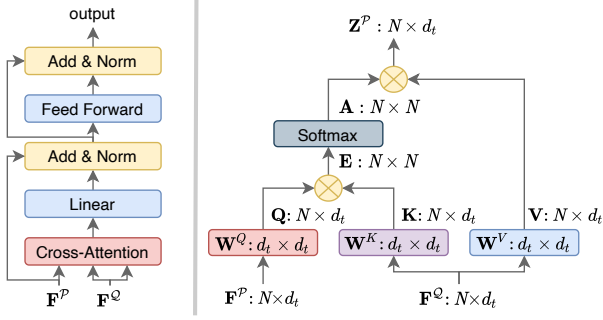 output
Add & Norm
Feed Forward
Add & Norm
Linear
Cross-Attention
𝐅^𝒫 𝐅^𝒬
𝐙^𝒫 : N × d_t
𝐀 : N × N
Softmax
𝐄 : N × N
𝐐: N × d_t 𝐊: N × d_t 𝐕: N × d_t
𝐖^Q: d_t × d_t 𝐖^K: d_t × d_t 𝐖^V: d_t × d_t
𝐅^𝒫: N×d_t 𝐅^𝒬: N×d_t